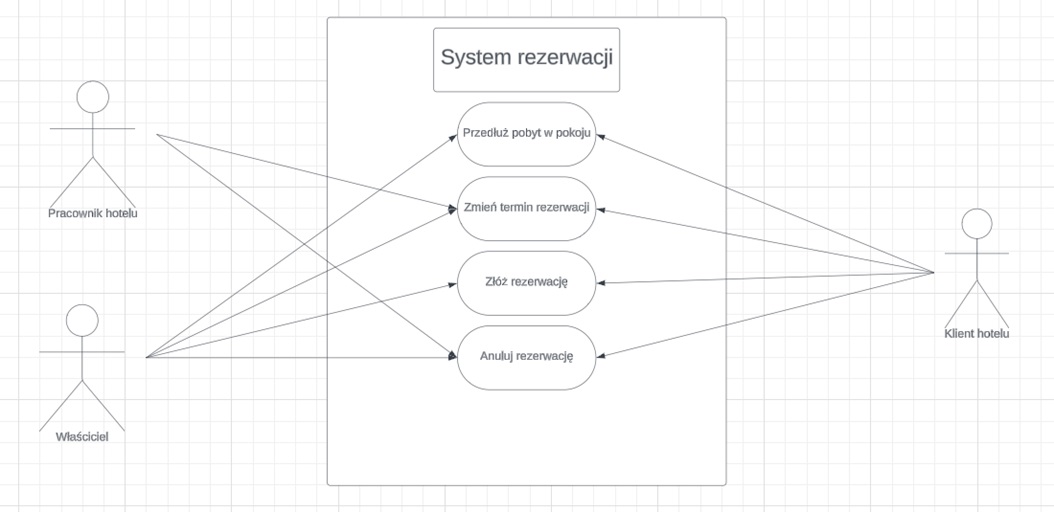 System rezerwacji
Przedłuż pobyt w pokoju
Zmień termin rezerwacji
Złóż rezerwację
Anuluj rezerwację
Pracownik hotelu
Właściciel
Klient hotelu